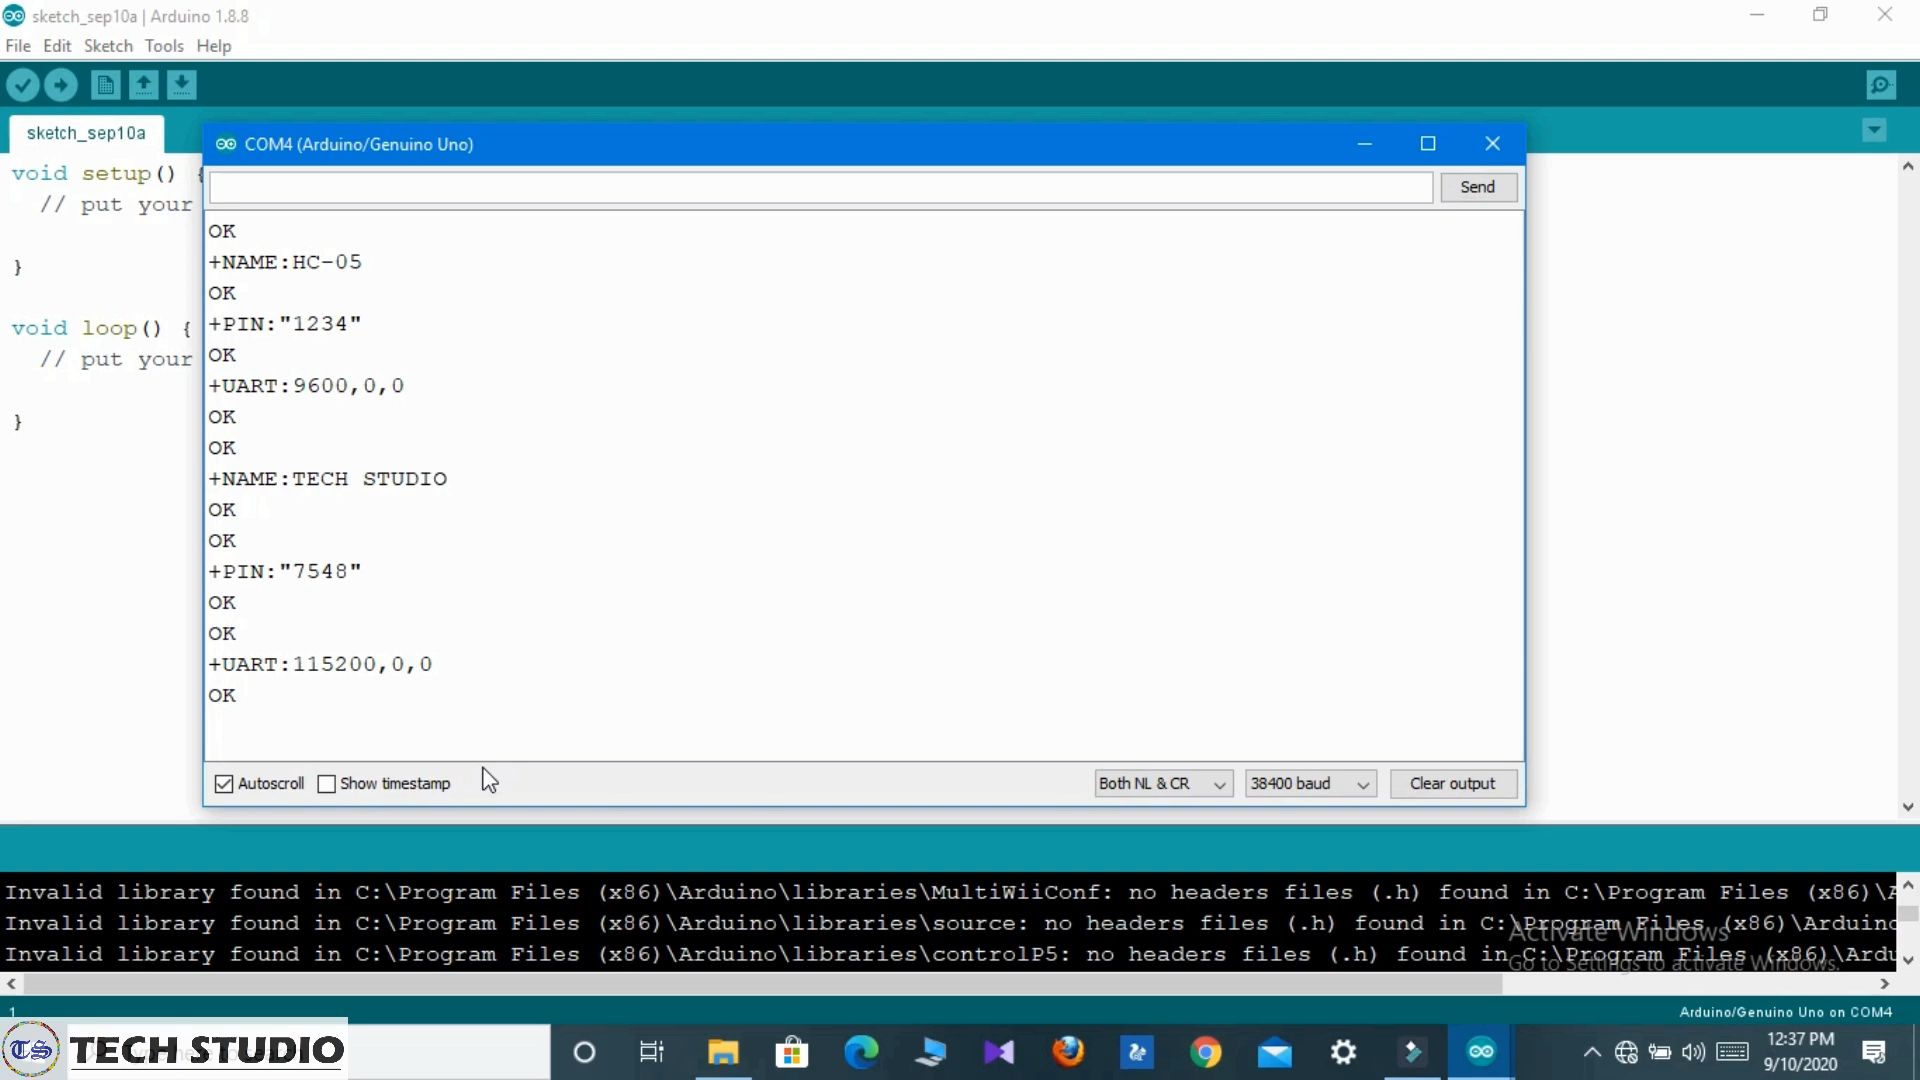 sketch_sep10a | Arduino 1.8.8
File Edit Sketch Tools Help
sketch_sep10a
COM4 (Arduino/Genuino Uno)
void setup() {
// put your
}
void loop() {
// put your
}
Send
OK
+NAME:HC-05
OK
+PIN:"1234"
OK
+UART:9600,0,0
OK
OK
+NAME:TECH STUDIO
OK
OK
+PIN:"7548"
OK
OK
+UART:115200,0,0
OK
Autoscroll Show timestamp Both NL & CR 38400 baud Clear output
Invalid library found in C:\Program Files (x86)\Arduino\libraries\MultiWiiConf: no headers files (.h) found in C:\Program Files (x86)\A
Invalid library found in C:\Program Files (x86)\Arduino\libraries\source: no headers files (.h) found in C:\Program Files (x86)\Arduino
Invalid library found in C:\Program Files (x86)\Arduino\libraries\controlP5: no headers files (.h) found in C:\Program Files (x86)\Ardu
Activate Windows
Go to Settings to activate Windows.
1
Arduino/Genuino Uno on COM4
TS TECH STUDIO
12:37 PM
9/10/2020